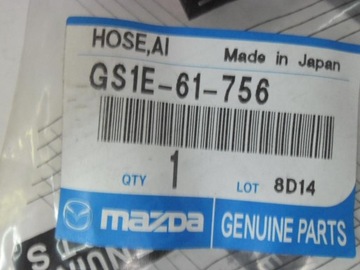 HOSE,AI Made in Japan
GS1E-61-756
QTY 1 LOT 8D14
mazda GENUINE PARTS